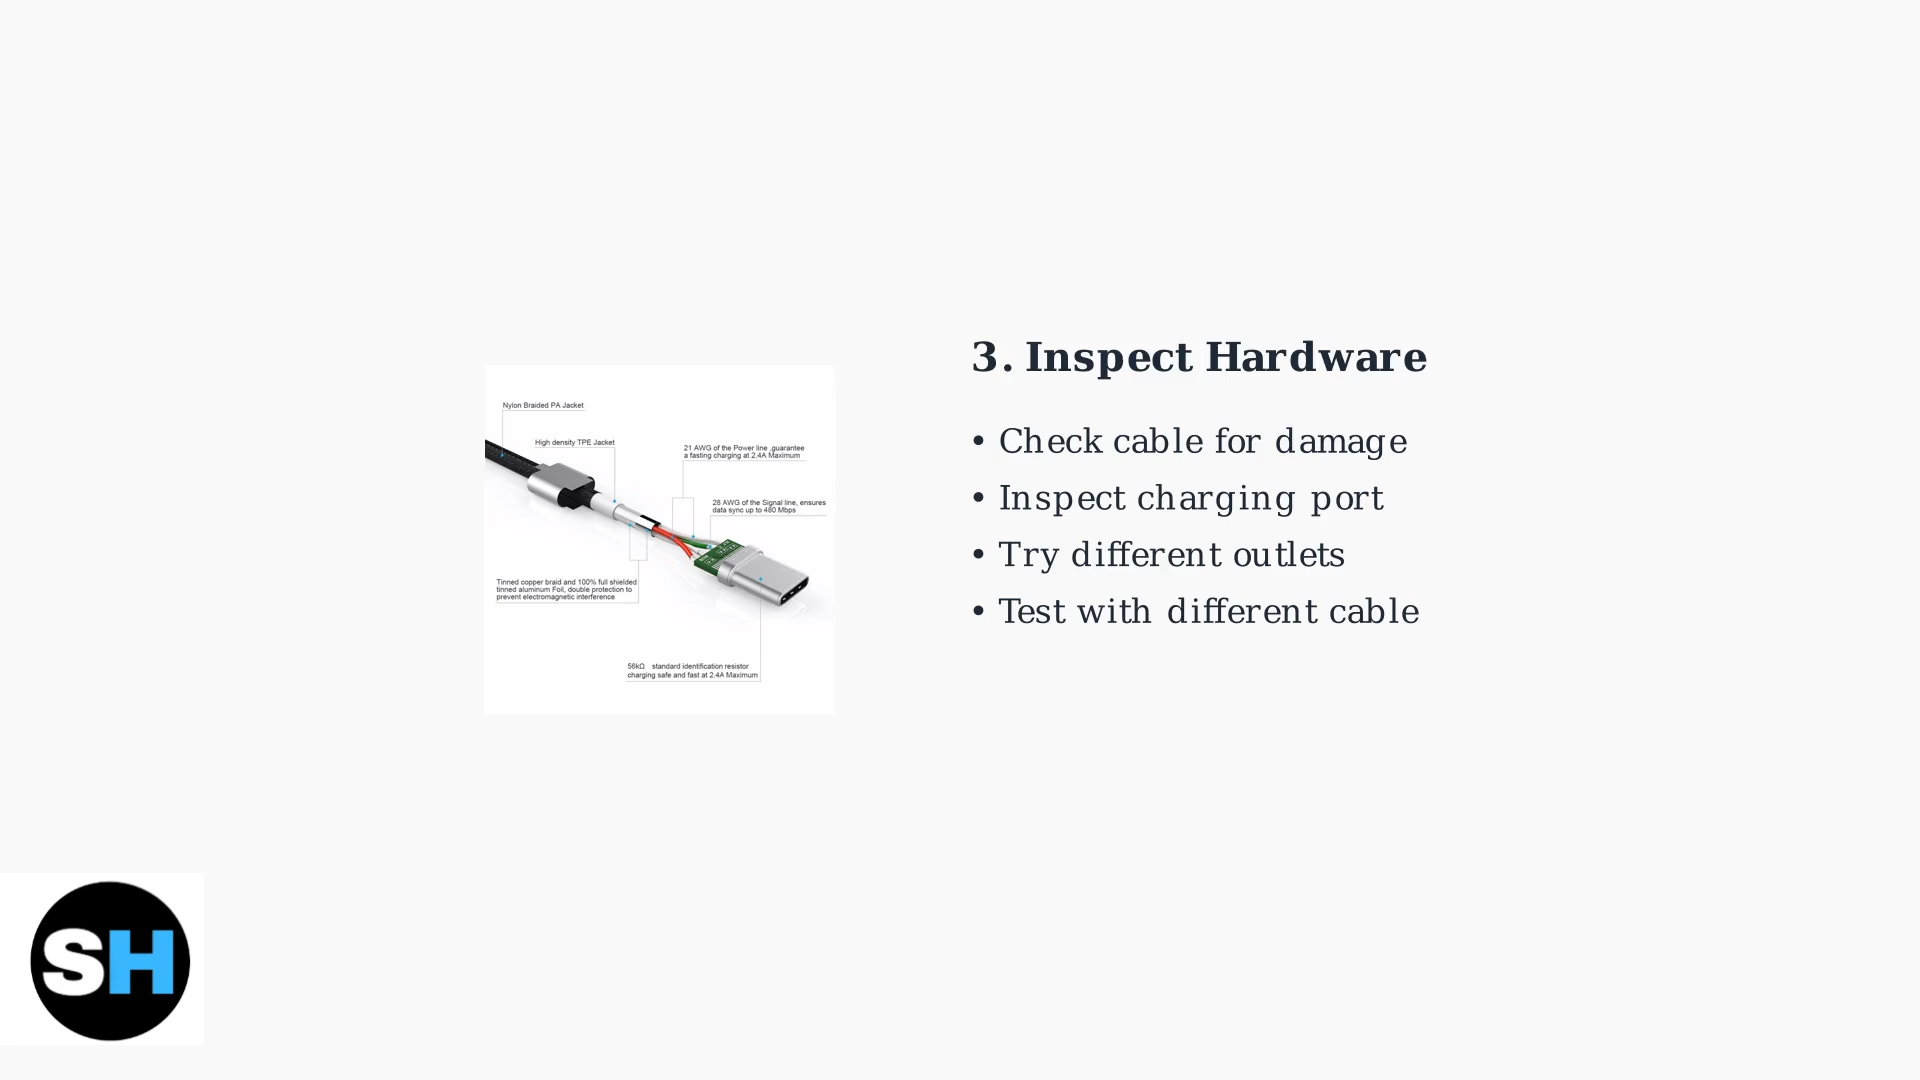 Nylon Braided PA Jacket
High density TPE Jacket
21 AWG of the Power line ,guarantee
a fasting charging at 2.4A Maximum
28 AWG of the Signal line, ensures
data sync up to 480 Mbps
Tinned copper braid and 100% full shielded
tinned aluminum Foil, double protection to
prevent electromagnetic interference
56kΩ standard identification resistor
charging safe and fast at 2.4A Maximum
3. Inspect Hardware
• Check cable for damage
• Inspect charging port
• Try different outlets
• Test with different cable
SH